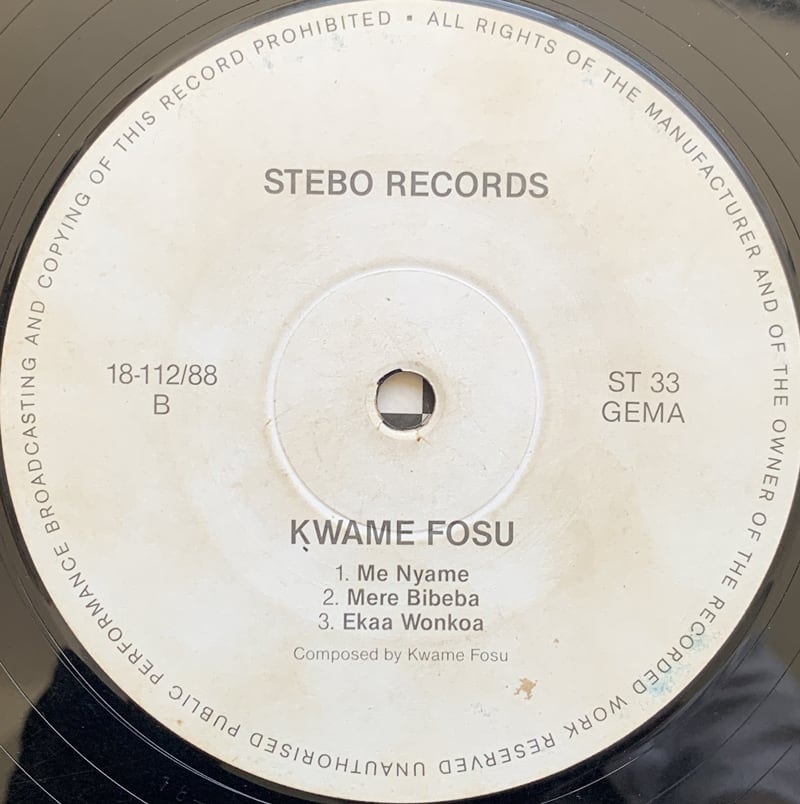 ALL RIGHTS OF THE MANUFACTURER AND OF THE OWNER OF THE RECORDED WORK RESERVED UNAUTHORISED PUBLIC PERFORMANCE BROADCASTING AND COPYING OF THIS RECORD PROHIBITED ▪
STEBO RECORDS
18-112/88
B
ST 33
GEMA
KWAME FOSU
1. Me Nyame
2. Mere Bibeba
3. Ekaa Wonkoa
Composed by Kwame Fosu